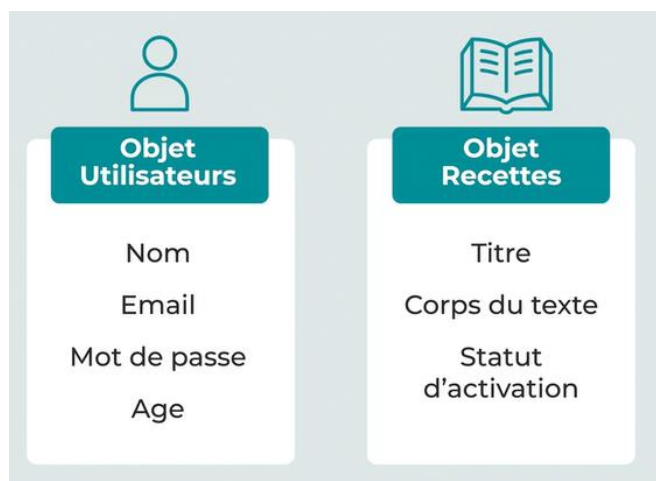 Objet
Utilisateurs
Nom
Email
Mot de passe
Age
Objet
Recettes
Titre
Corps du texte
Statut
d’activation